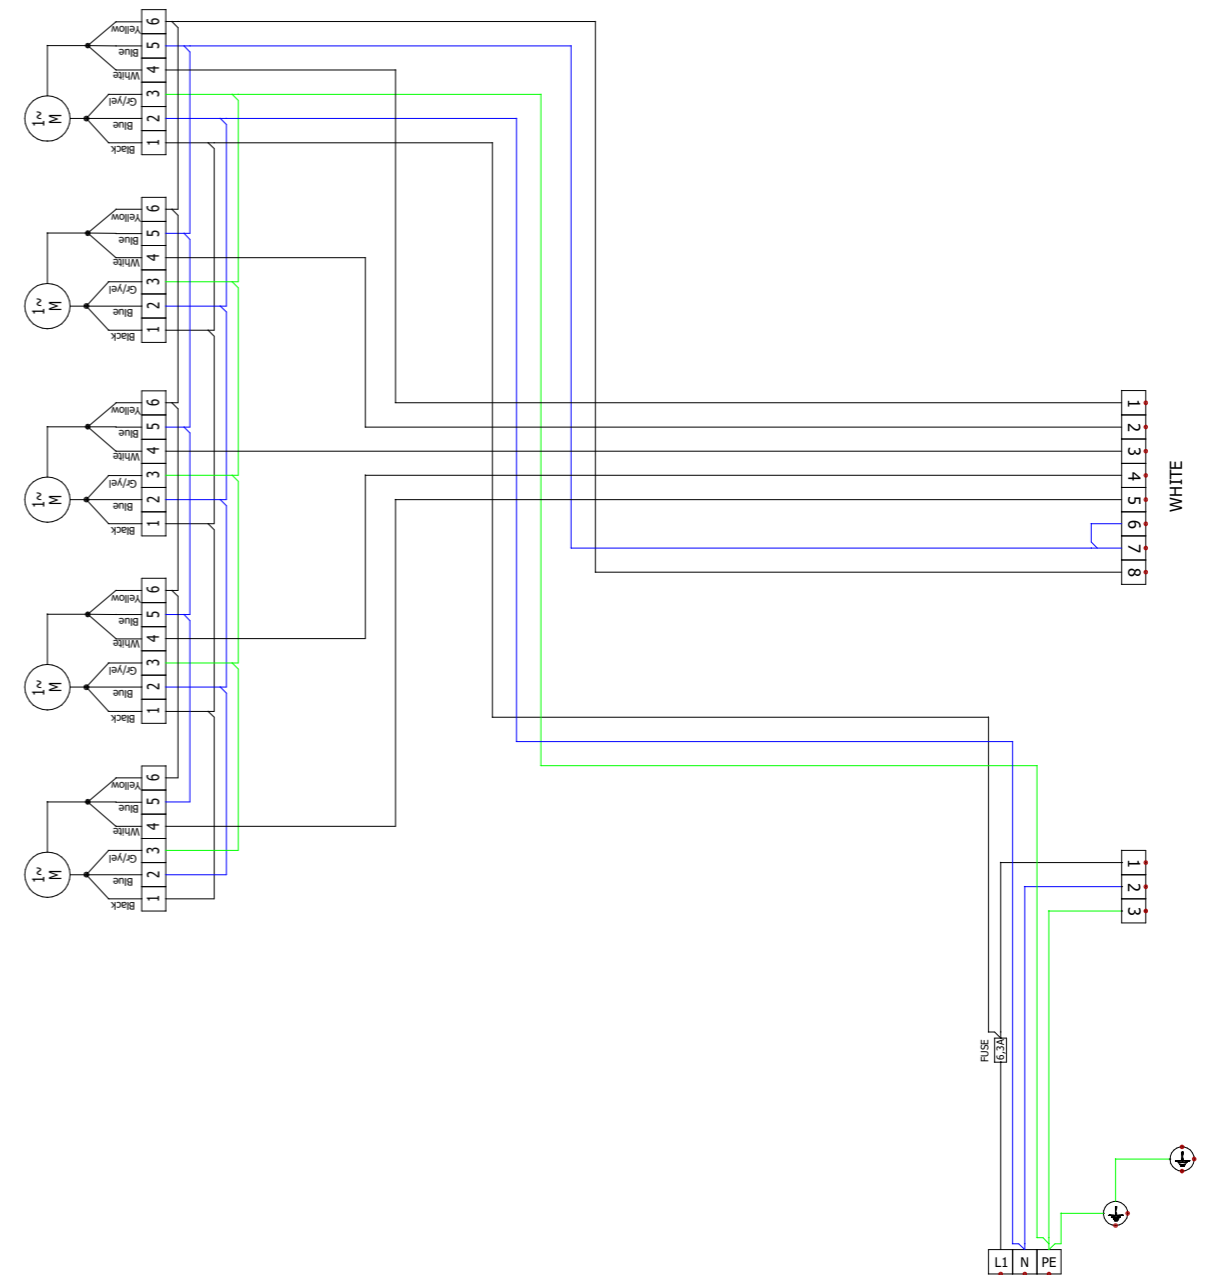 6
Yellow
5
Blue
4
White
3
Gr/yel
2
Blue
1
Black
M
1~
6
Yellow
5
Blue
4
White
3
Gr/yel
2
Blue
1
Black
M
1~
6
Yellow
5
Blue
4
White
3
Gr/yel
2
Blue
1
Black
M
1~
6
Yellow
5
Blue
4
White
3
Gr/yel
2
Blue
1
Black
M
1~
6
Yellow
5
Blue
4
White
3
Gr/yel
2
Blue
1
Black
M
1~
1
2
3
4
5
6
7
8
WHITE
1
2
3
FUSE
6,3A
L1 N PE